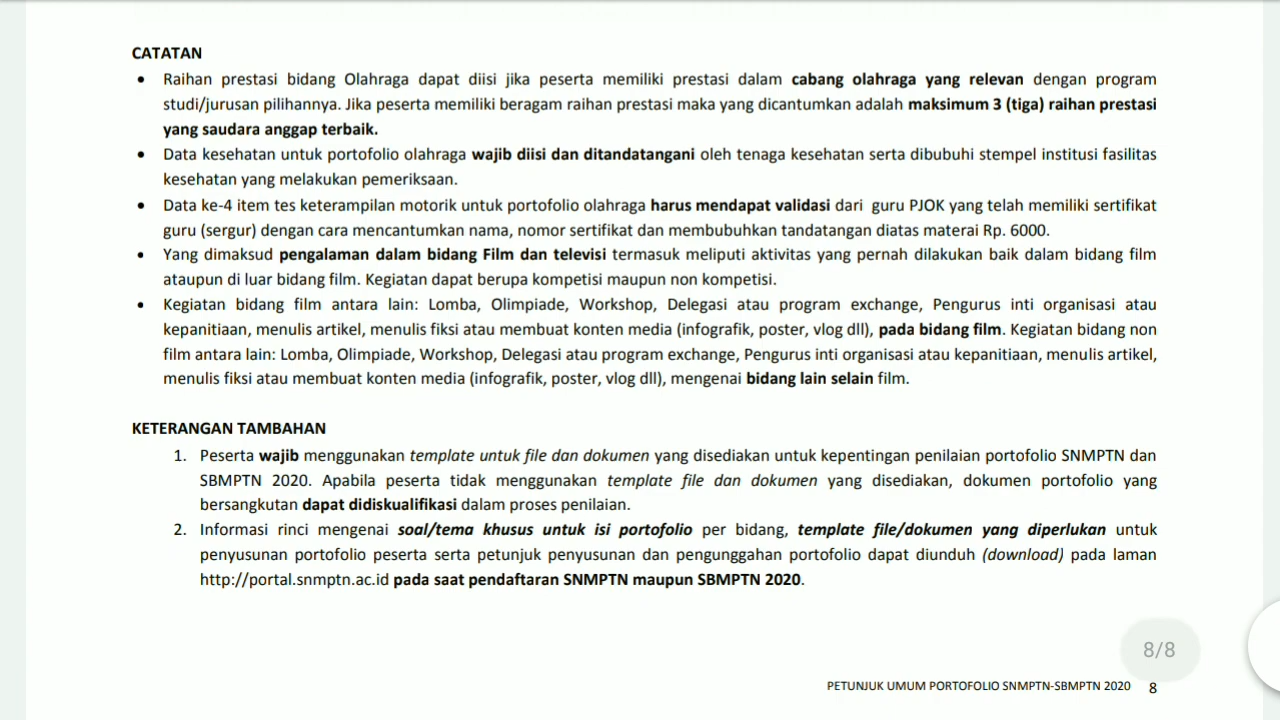 CATATAN
• Raihan prestasi bidang Olahraga dapat diisi jika peserta memiliki prestasi dalam cabang olahraga yang relevan dengan program
studi/jurusan pilihannya. Jika peserta memiliki beragam raihan prestasi maka yang dicantumkan adalah maksimum 3 (tiga) raihan prestasi
yang saudara anggap terbaik.
• Data kesehatan untuk portofolio olahraga wajib diisi dan ditandatangani oleh tenaga kesehatan serta dibubuhi stempel institusi fasilitas
kesehatan yang melakukan pemeriksaan.
• Data ke-4 item tes keterampilan motorik untuk portofolio olahraga harus mendapat validasi dari guru PJOK yang telah memiliki sertifikat
guru (sergur) dengan cara mencantumkan nama, nomor sertifikat dan membubuhkan tandatangan diatas materai Rp. 6000.
• Yang dimaksud pengalaman dalam bidang Film dan televisi termasuk meliputi aktivitas yang pernah dilakukan baik dalam bidang film
ataupun di luar bidang film. Kegiatan dapat berupa kompetisi maupun non kompetisi.
• Kegiatan bidang film antara lain: Lomba, Olimpiade, Workshop, Delegasi atau program exchange, Pengurus inti organisasi atau
kepanitiaan, menulis artikel, menulis fiksi atau membuat konten media (infografik, poster, vlog dll), pada bidang film. Kegiatan bidang non
film antara lain: Lomba, Olimpiade, Workshop, Delegasi atau program exchange, Pengurus inti organisasi atau kepanitiaan, menulis artikel,
menulis fiksi atau membuat konten media (infografik, poster, vlog dll), mengenai bidang lain selain film.
KETERANGAN TAMBAHAN
1. Peserta wajib menggunakan template untuk file dan dokumen yang disediakan untuk kepentingan penilaian portofolio SNMPTN dan
SBMPTN 2020. Apabila peserta tidak menggunakan template file dan dokumen yang disediakan, dokumen portofolio yang
bersangkutan dapat didiskualifikasi dalam proses penilaian.
2. Informasi rinci mengenai soal/tema khusus untuk isi portofolio per bidang, template file/dokumen yang diperlukan untuk
penyusunan portofolio peserta serta petunjuk penyusunan dan pengunggahan portofolio dapat diunduh (download) pada laman
http://portal.snmptn.ac.id pada saat pendaftaran SNMPTN maupun SBMPTN 2020.
8/8
PETUNJUK UMUM PORTOFOLIO SNMPTN-SBMPTN 2020 8